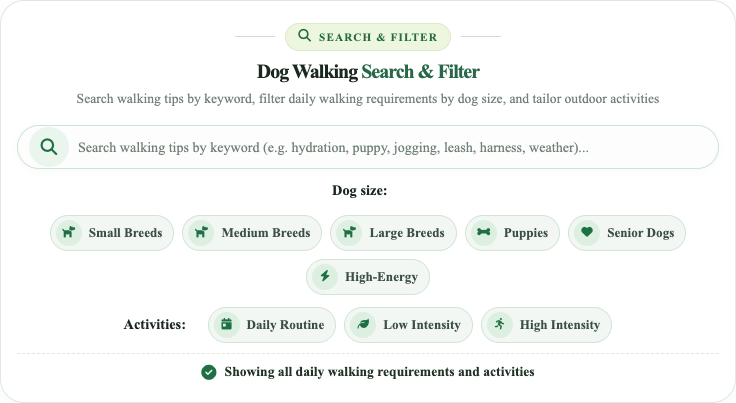 SEARCH & FILTER
Dog Walking Search & Filter
Search walking tips by keyword, filter daily walking requirements by dog size, and tailor outdoor activities
Search walking tips by keyword (e.g. hydration, puppy, jogging, leash, harness, weather)...
Dog size:
Small Breeds Medium Breeds Large Breeds Puppies Senior Dogs
High-Energy
Activities: Daily Routine Low Intensity High Intensity
Showing all daily walking requirements and activities